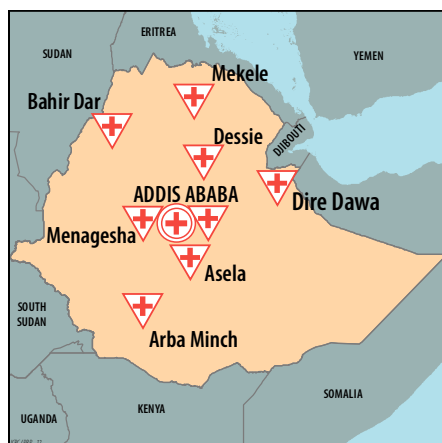 ERITREA
SUDAN
YEMEN
Mekele
Bahir Dar
Dessie
DJIBOUTI
ADDIS ABABA
Dire Dawa
Menagesha
Asela
SOUTH
SUDAN
Arba Minch
SOMALIA
UGANDA
KENYA